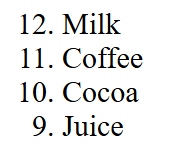 12. Milk
11. Coffee
10. Cocoa
9. Juice